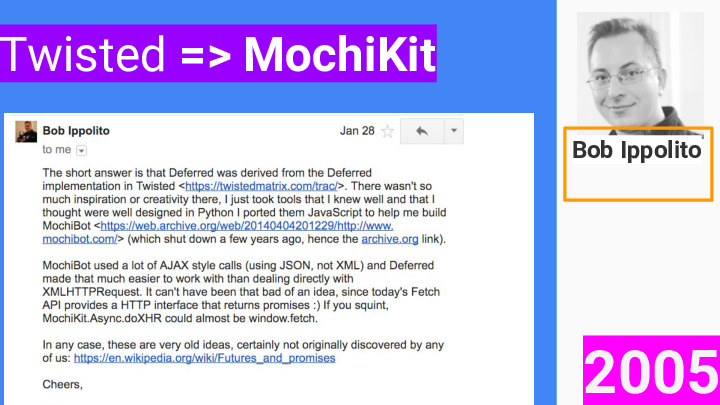 Twisted => MochiKit
Bob Ippolito
Jan 28
to me
The short answer is that Deferred was derived from the Deferred
implementation in Twisted <https://twistedmatrix.com/trac/>. There wasn't so
much inspiration or creativity there, I just took tools that I knew well and that I
thought were well designed in Python I ported them JavaScript to help me build
MochiBot <https://web.archive.org/web/20140404201229/http://www.
mochibot.com/> (which shut down a few years ago, hence the archive.org link).
MochiBot used a lot of AJAX style calls (using JSON, not XML) and Deferred
made that much easier to work with than dealing directly with
XMLHTTPRequest. It can't have been that bad of an idea, since today's Fetch
API provides a HTTP interface that returns promises :) If you squint,
MochiKit.Async.doXHR could almost be window.fetch.
In any case, these are very old ideas, certainly not originally discovered by any
of us: https://en.wikipedia.org/wiki/Futures_and_promises
Cheers,
Bob Ippolito
2005